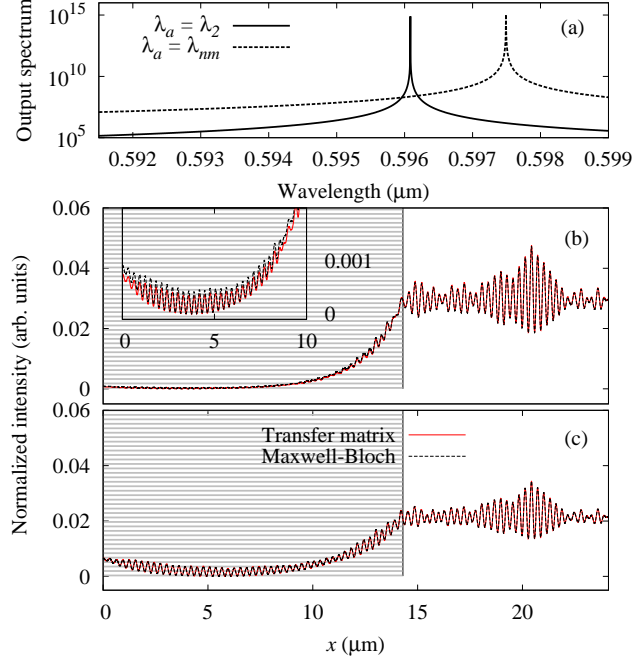 Output spectrum
10^15
10^10
10^5
λ_a = λ_2
λ_a = λ_nm
(a)
0.592 0.593 0.594 0.595 0.596 0.597 0.598 0.599
Wavelength (μm)
Normalized intensity (arb. units)
0.06
0.04
0.02
0
(b)
0.001
0
0 5 10
0.06
0.04
0.02
0
Transfer matrix
Maxwell-Bloch
(c)
0 5 10 15 20
x (μm)